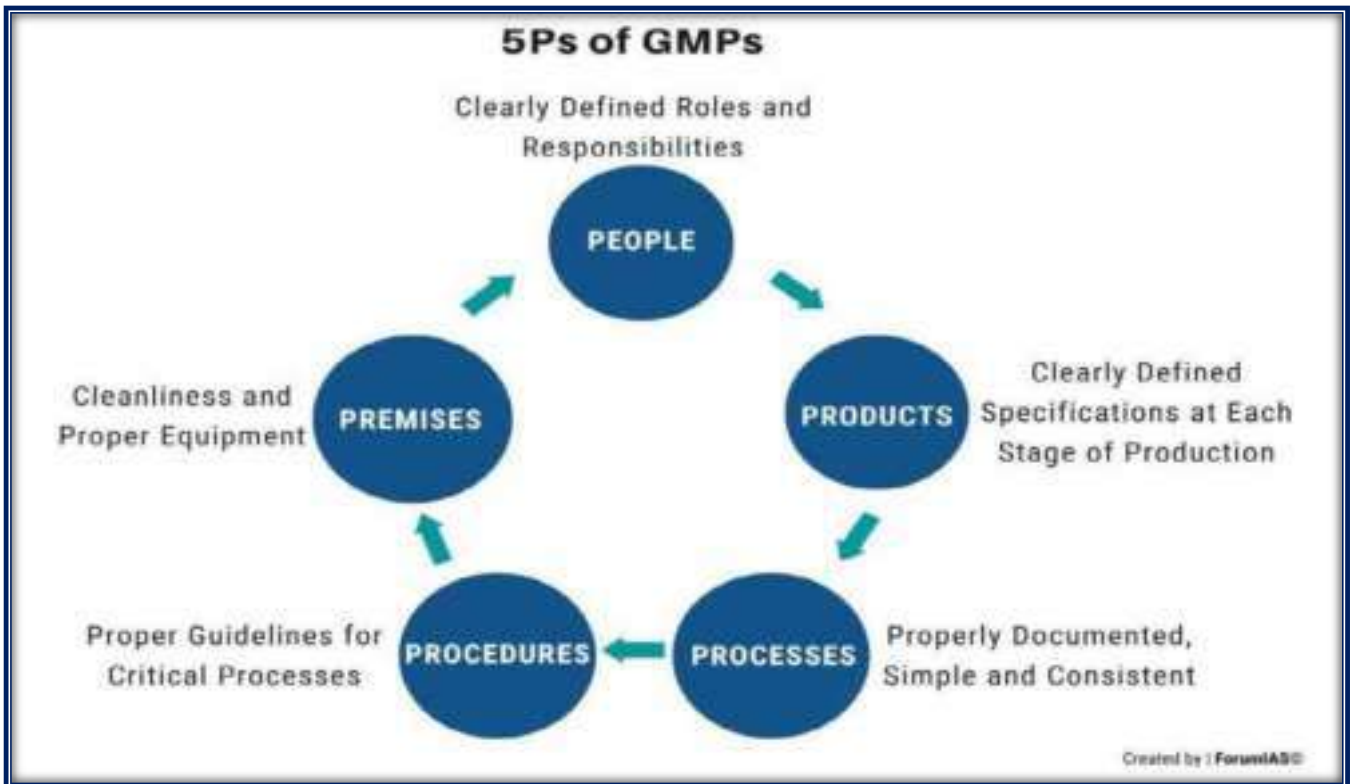 5Ps of GMPs
Clearly Defined Roles and
Responsibilities
PEOPLE
Cleanliness and
Proper Equipment
PREMISES
PRODUCTS
Clearly Defined
Specifications at Each
Stage of Production
Proper Guidelines for
Critical Processes
PROCEDURES
PROCESSES
Properly Documented,
Simple and Consistent
Created by : ForumIAS©